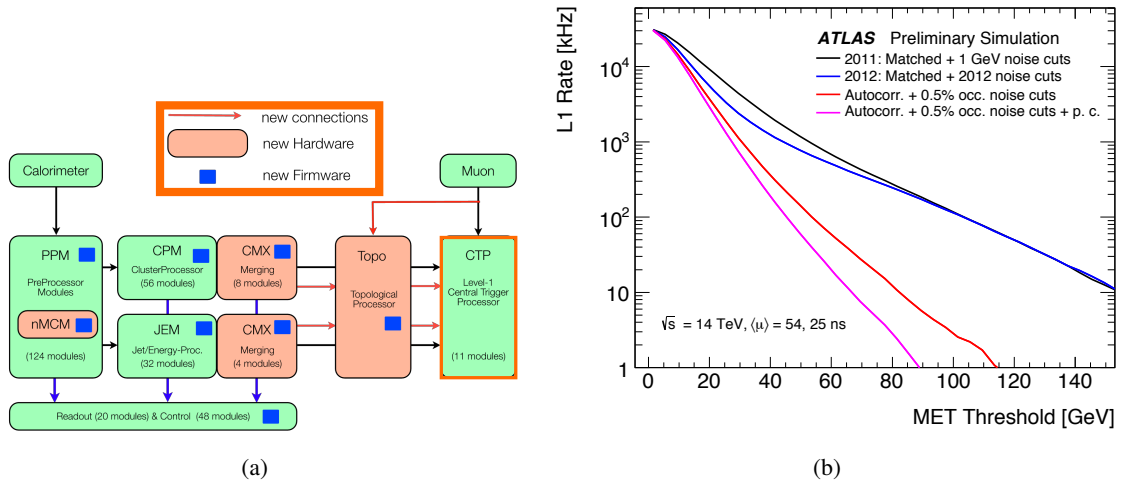 new connections
new Hardware
new Firmware
Calorimeter
Muon
PPM
PreProcessor
Modules
nMCM
(124 modules)
CPM
ClusterProcessor
(56 modules)
CMX
Merging
(8 modules)
JEM
Jet/Energy-Proc.
(32 modules)
CMX
Merging
(4 modules)
Topo
Topological
Processor
CTP
Level-1
Central Trigger
Processor
(11 modules)
Readout (20 modules) & Control (48 modules)
(a)
L1 Rate [kHz]
10⁴
10³
10²
10
1
ATLAS Preliminary Simulation
2011: Matched + 1 GeV noise cuts
2012: Matched + 2012 noise cuts
Autocorr. + 0.5% occ. noise cuts
Autocorr. + 0.5% occ. noise cuts + p. c.
√s = 14 TeV, ⟨μ⟩ = 54, 25 ns
0 20 40 60 80 100 120 140
MET Threshold [GeV]
(b)